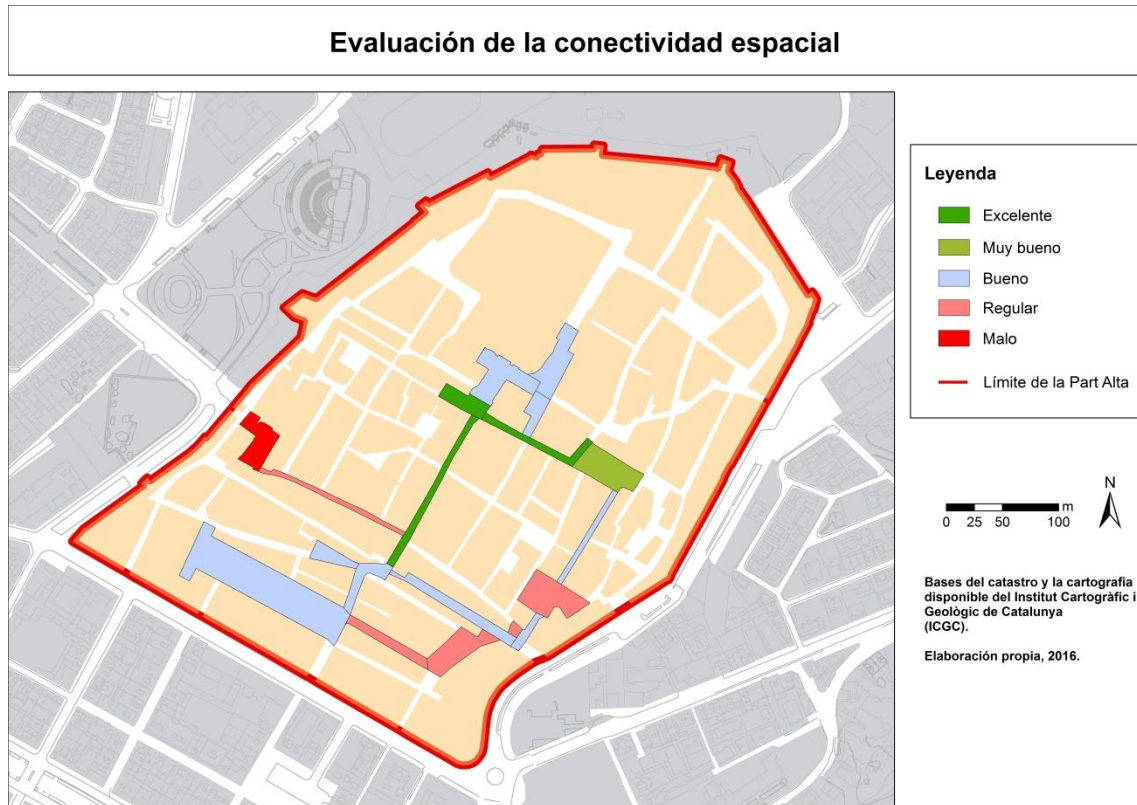 Evaluación de la conectividad espacial
Leyenda
Excelente
Muy bueno
Bueno
Regular
Malo
Límite de la Part Alta
N
m
0 25 50 100
Bases del catastro y la cartografia
disponible del Institut Cartogràfic i
Geològic de Catalunya
(ICGC).
Elaboración propia, 2016.